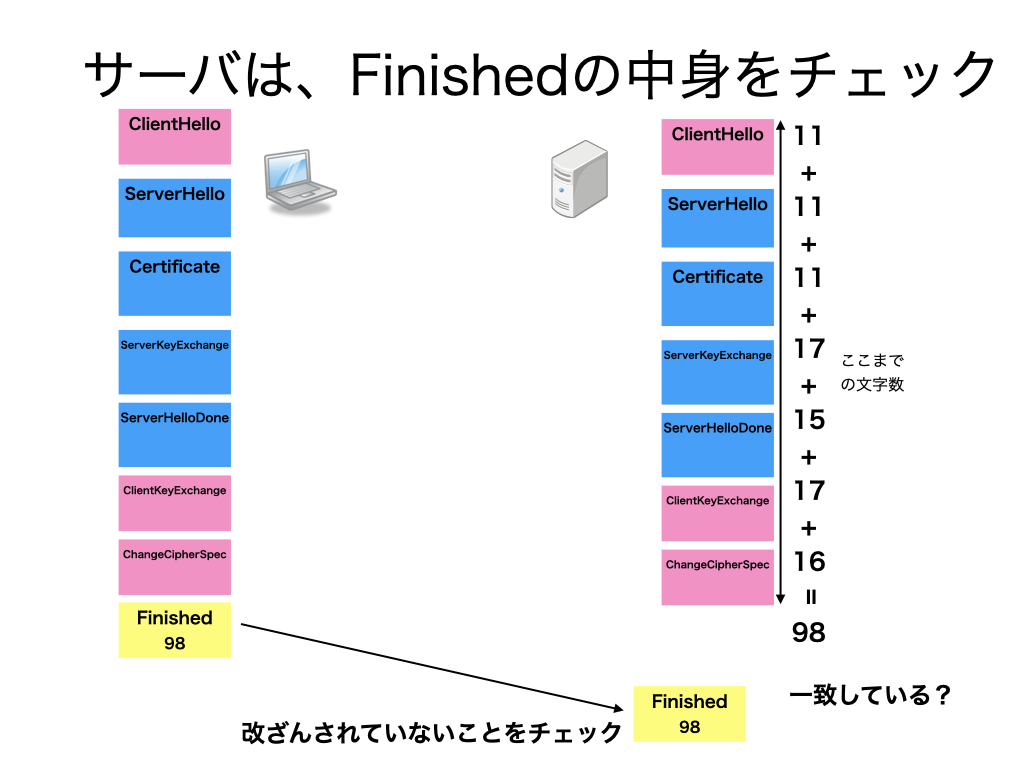 サーバは、Finishedの中身をチェック
ClientHello
ServerHello
Certificate
ServerKeyExchange
ServerHelloDone
ClientKeyExchange
ChangeCipherSpec
Finished
98
ClientHello
ServerHello
Certificate
ServerKeyExchange
ServerHelloDone
ClientKeyExchange
ChangeCipherSpec
11
+
11
+
11
+
17
+
15
+
17
+
16
=
98
ここまで
の文字数
Finished
98
一致している？
改ざんされていないことをチェック